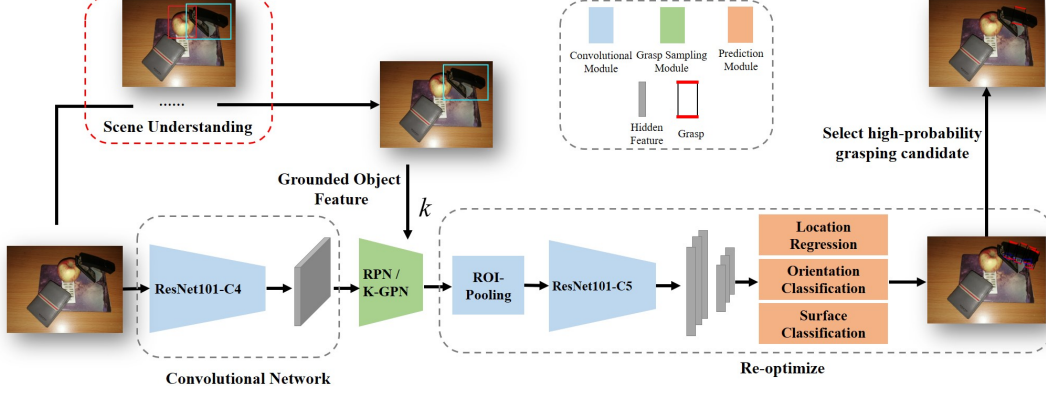 ......
Scene Understanding
Convolutional
Module
Grasp Sampling
Module
Prediction
Module
Hidden
Feature
Grasp
Select high-probability
grasping candidate
Grounded Object
Feature
k
ResNet101-C4
RPN /
K-GPN
ROI-
Pooling
ResNet101-C5
Location
Regression
Orientation
Classification
Surface
Classification
Convolutional Network
Re-optimize